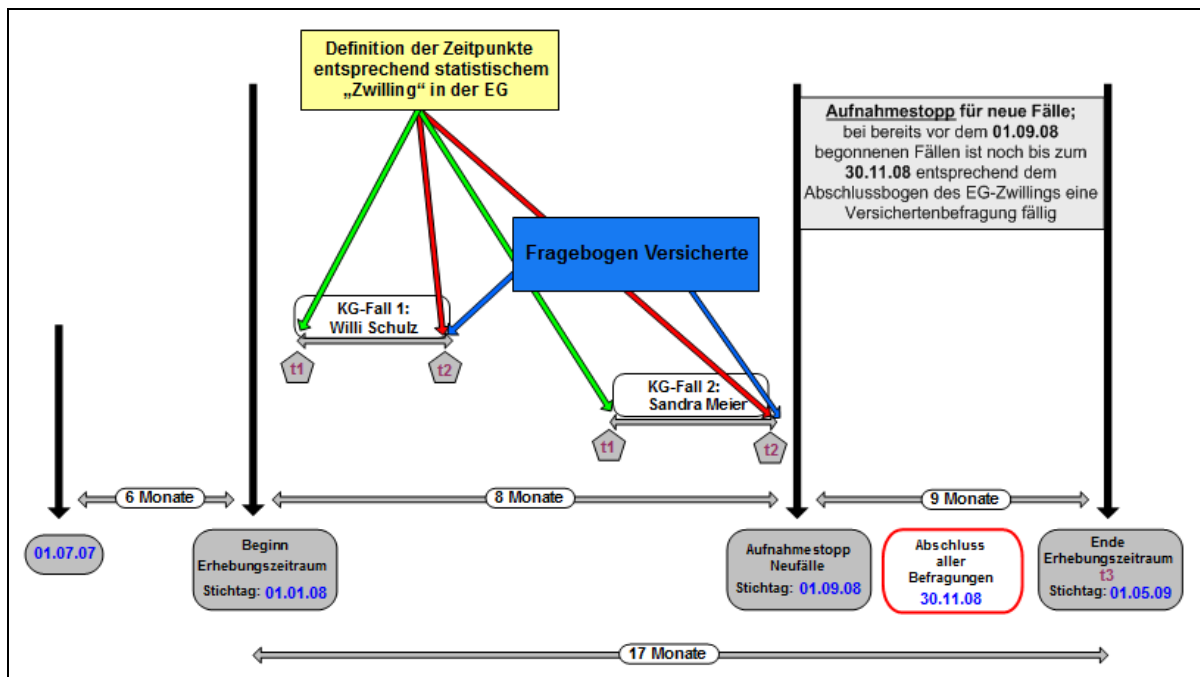 Definition der Zeitpunkte
entsprechend statistischem
„Zwilling“ in der EG
Aufnahmestopp für neue Fälle;
bei bereits vor dem 01.09.08
begonnenen Fällen ist noch bis zum
30.11.08 entsprechend dem
Abschlussbogen des EG-Zwillings eine
Versichertenbefragung fällig
Fragebogen Versicherte
KG-Fall 1:
Willi Schulz
t1
t2
KG-Fall 2:
Sandra Meier
t1
t2
6 Monate
8 Monate
9 Monate
01.07.07
Beginn
Erhebungszeitraum
Stichtag: 01.01.08
Aufnahmestopp
Neufälle
Stichtag: 01.09.08
Abschluss
aller
Befragungen
30.11.08
Ende
Erhebungszeitraum
t3
Stichtag: 01.05.09
17 Monate